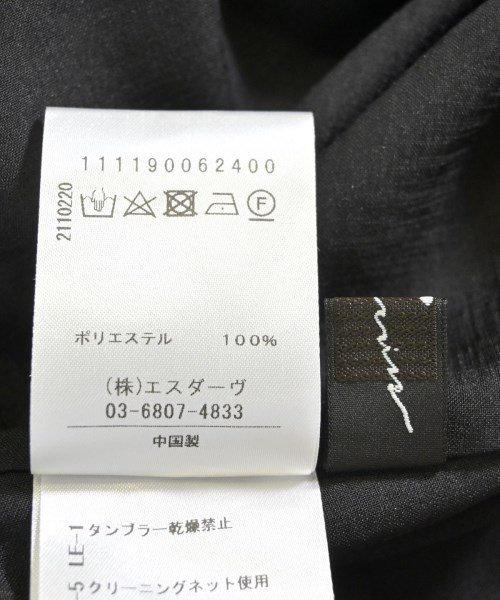 111190062400
2110220
F
ポリエステル 100%
(株)エスダーヴ
03-6807-4833
中国製
LE-1
タンブラー乾燥禁止
-5
クリーニングネット使用